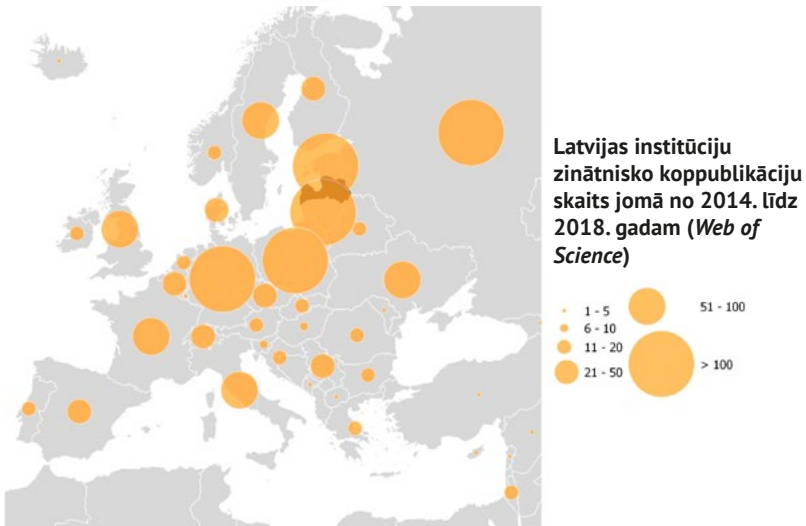 Latvijas institūciju
zinātnisko koppublikāciju
skaits jomā no 2014. līdz
2018. gadam (Web of
Science)
1 - 5
6 - 10
11 - 20
21 - 50
51 - 100
> 100